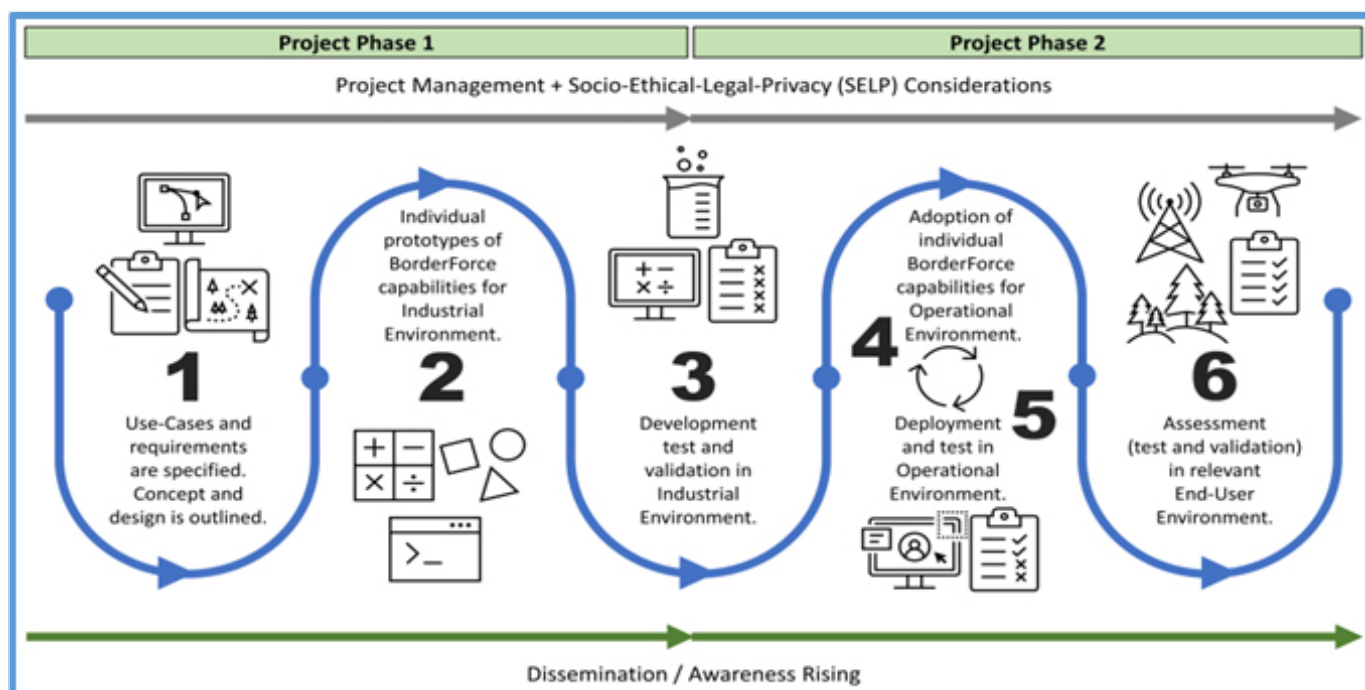 Project Phase 1
Project Phase 2
Project Management + Socio-Ethical-Legal-Privacy (SELP) Considerations
1
Use-Cases and
requirements
are specified.
Concept and
design is outlined.
Individual
prototypes of
BorderForce
capabilities for
Industrial
Environment.
2
3
Development
test and
validation in
Industrial
Environment.
Adoption of
individual
BorderForce
capabilities for
Operational
Environment.
4
5
Deployment
and test in
Operational
Environment.
6
Assessment
(test and validation)
in relevant
End-User
Environment.
Dissemination / Awareness Rising